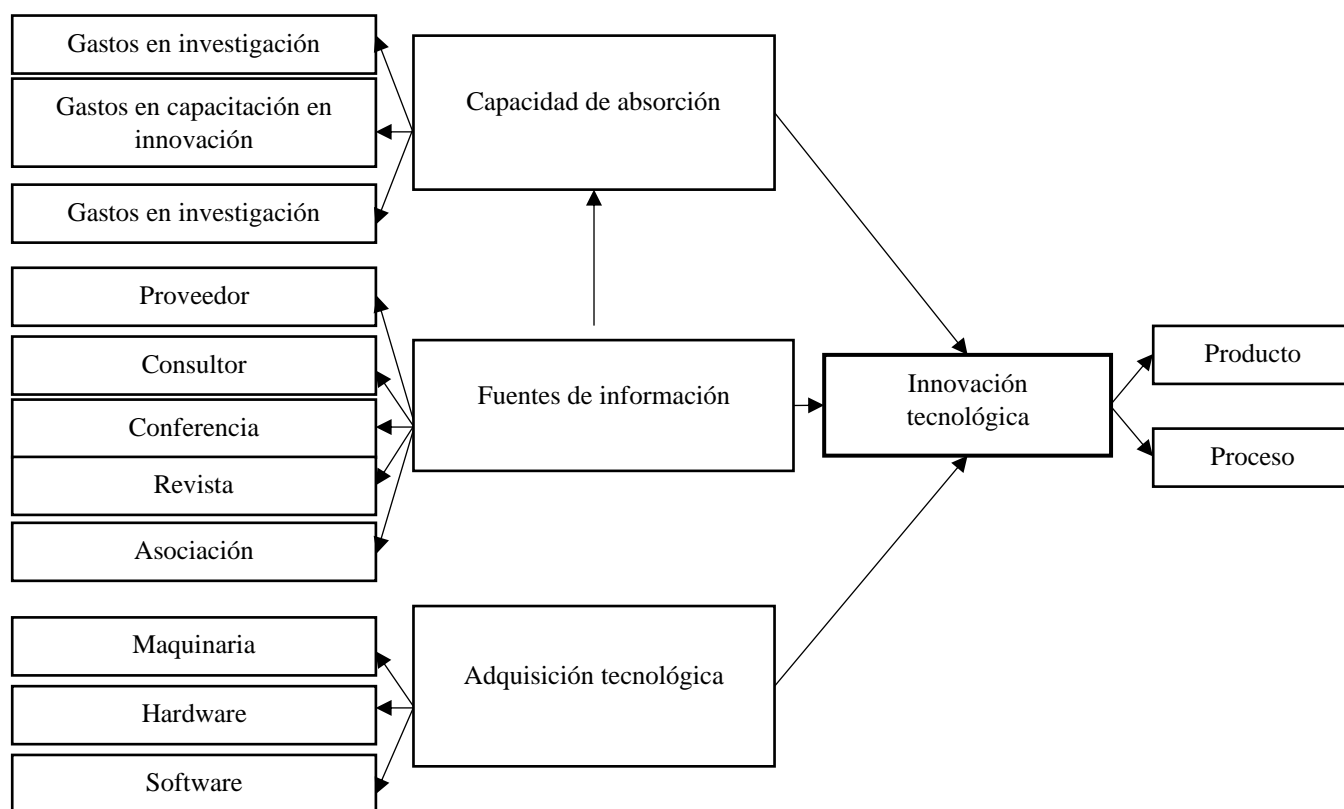 Gastos en investigación
Gastos en capacitación en
innovación
Gastos en investigación
Capacidad de absorción
Proveedor
Consultor
Conferencia
Revista
Asociación
Fuentes de información
Innovación
tecnológica
Producto
Proceso
Maquinaria
Hardware
Software
Adquisición tecnológica